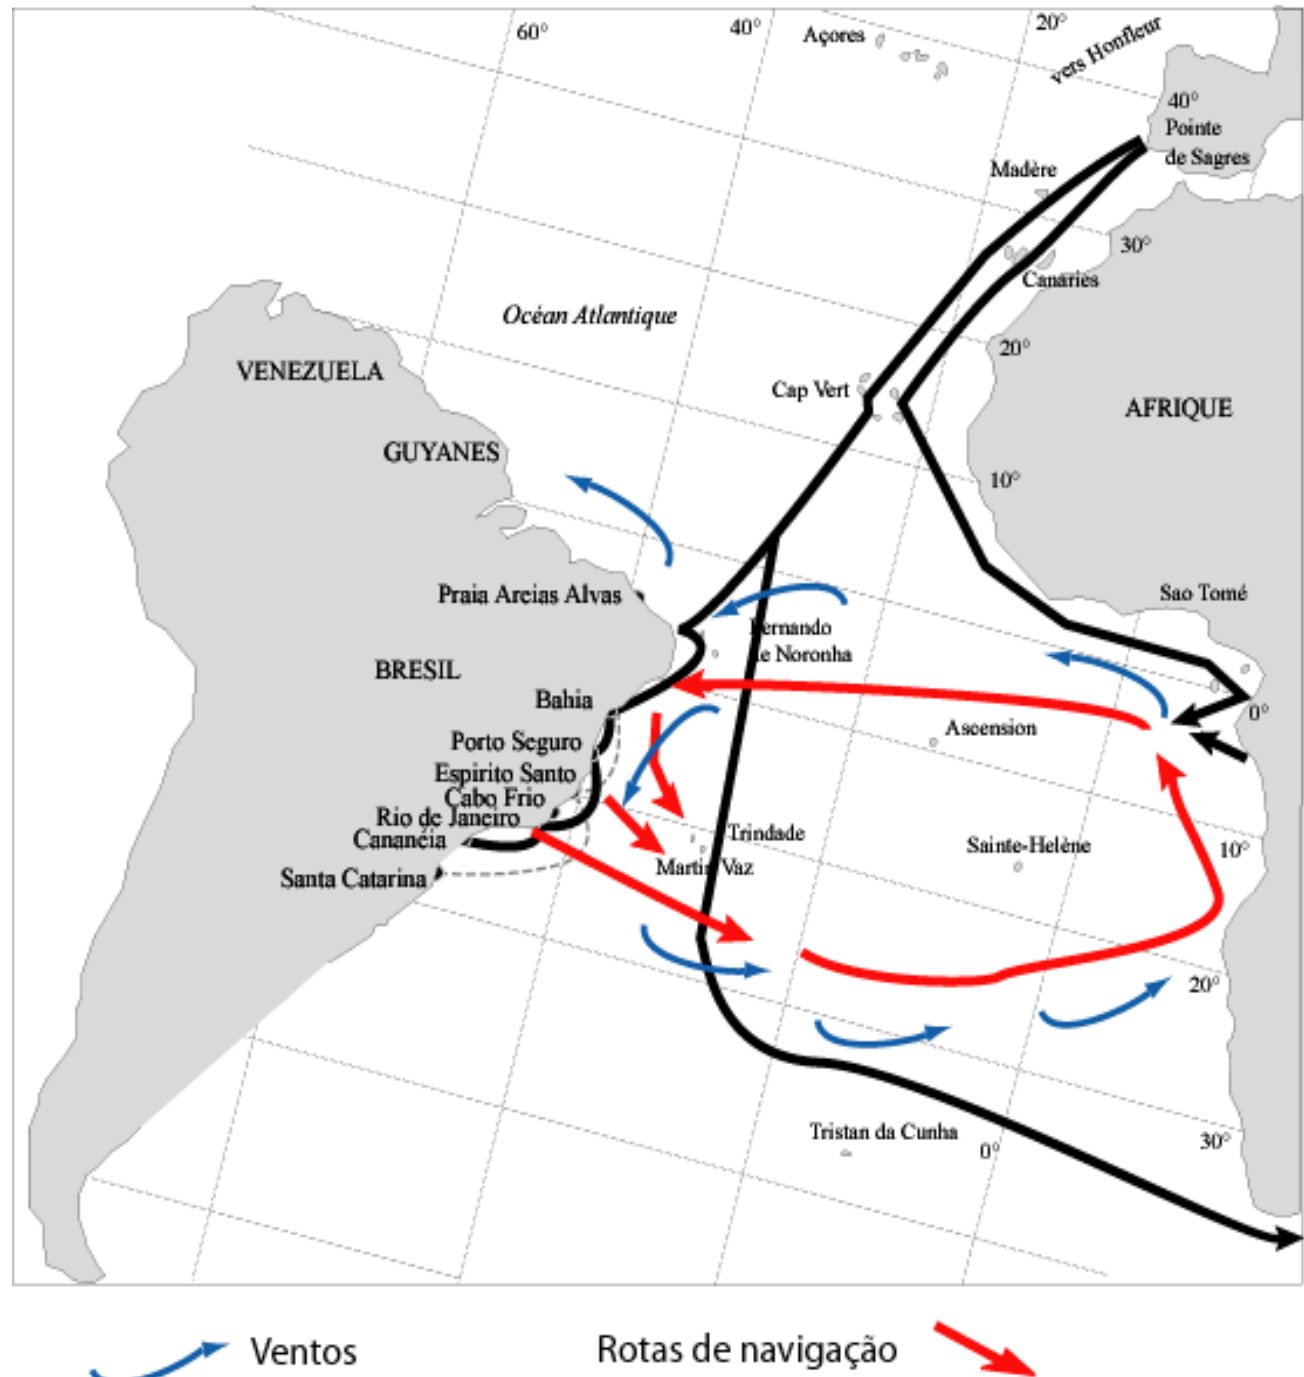 60°
40°
Açores
20°
vers Honfleur
40°
Pointe
de Sagres
Madère
30°
Canaries
Océan Atlantique
20°
VENEZUELA
Cap Vert
AFRIQUE
GUYANES
10°
Praia Areias Alvas
Sao Tomé
Fernando
de Noronha
BRESIL
Bahia
0°
Ascension
Porto Seguro
Espirito Santo
Cabo Frio
Rio de Janeiro
Cananéia
Trindade
Martin Vaz
Sainte-Helène
10°
Santa Catarina
20°
Tristan da Cunha
0°
30°
Ventos
Rotas de navigação